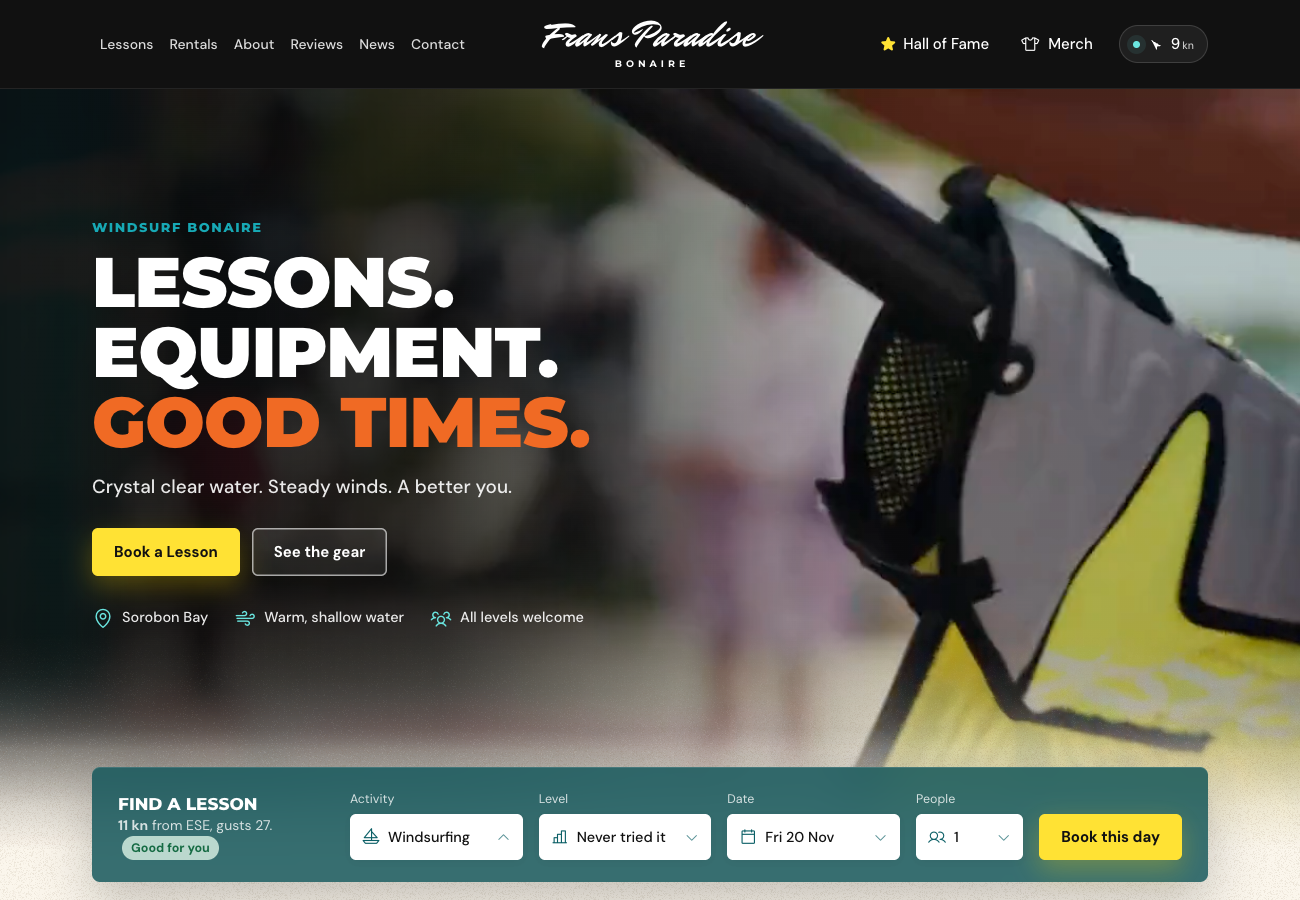 Lessons Rentals About Reviews News Contact
Frans Paradise
BONAIRE
Hall of Fame Merch 9 kn
WINDSURF BONAIRE
LESSONS.
EQUIPMENT.
GOOD TIMES.
Crystal clear water. Steady winds. A better you.
Book a Lesson See the gear
Sorobon Bay Warm, shallow water All levels welcome
FIND A LESSON
11 kn from ESE, gusts 27.
Good for you
Activity Level Date People
Windsurfing Never tried it Fri 20 Nov 1 Book this day